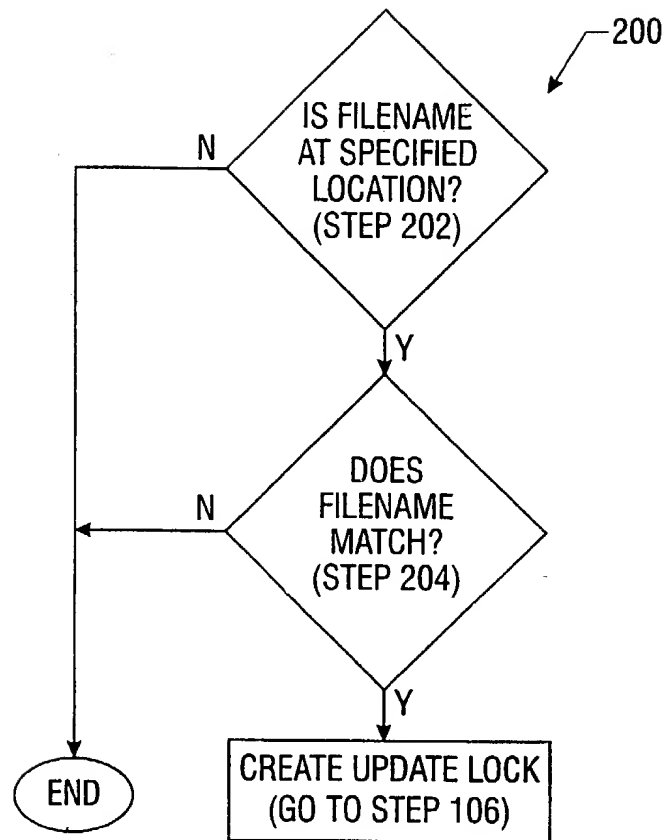 200
IS FILENAME
AT SPECIFIED
LOCATION?
(STEP 202)
N
Y
DOES
FILENAME
MATCH?
(STEP 204)
N
Y
CREATE UPDATE LOCK
(GO TO STEP 106)
END